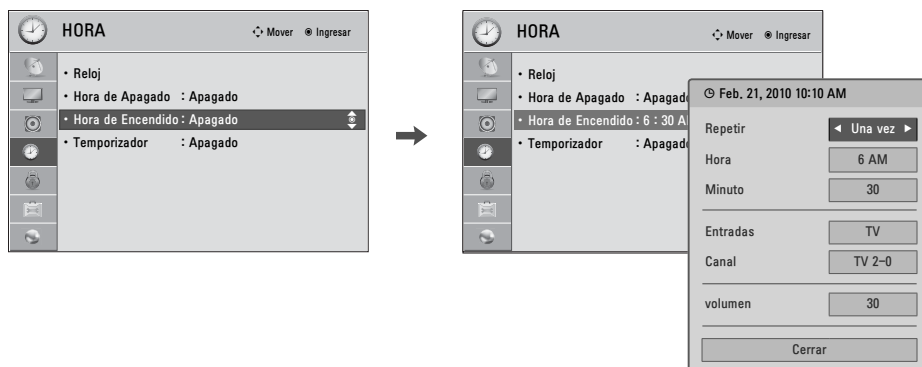 HORA
Mover Ingresar
• Reloj
• Hora de Apagado : Apagado
• Hora de Encendido : Apagado
• Temporizador : Apagado
HORA
Mover Ingresar
• Reloj
• Hora de Apagado : Apagado
• Hora de Encendido : 6 : 30 A
• Temporizador : Apagado
Feb. 21, 2010 10:10 AM
Repetir ◄ Una vez ►
Hora 6 AM
Minuto 30
Entradas TV
Canal TV 2-0
volumen 30
Cerrar